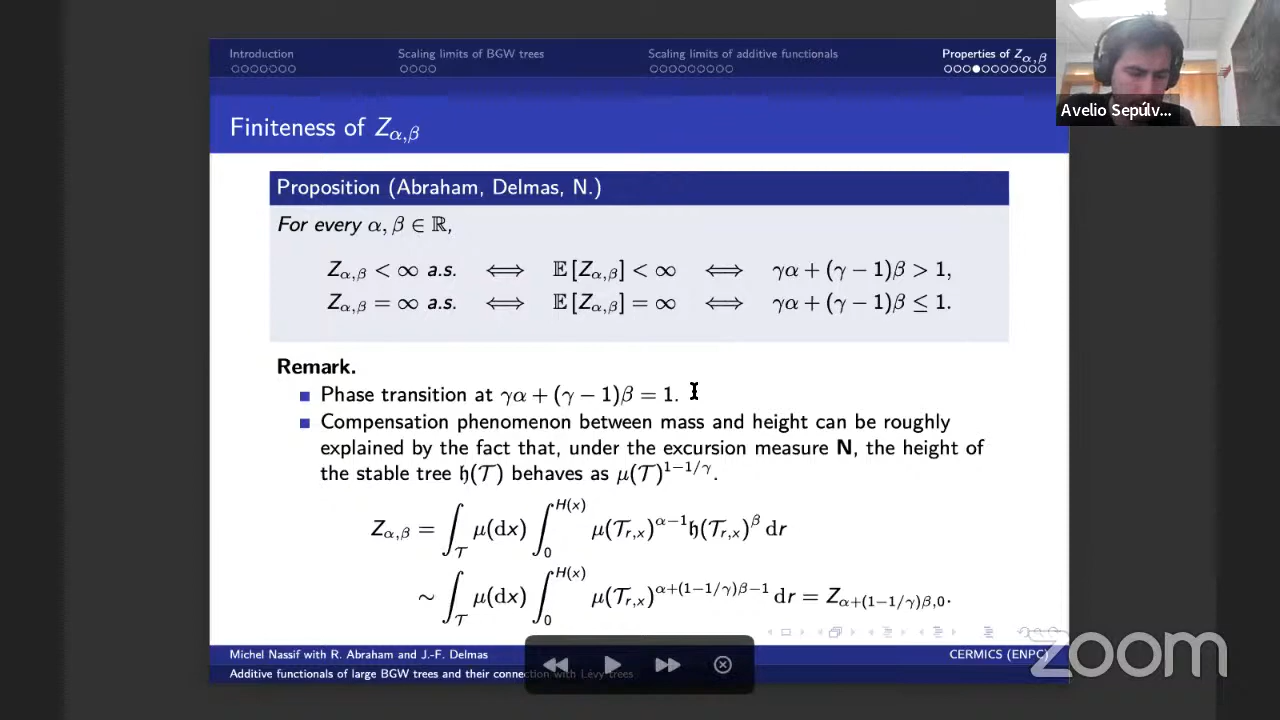 Introduction
Scaling limits of BGW trees
Scaling limits of additive functionals
Properties of Z_{α,β}
Avelio Sepúlv...
Finiteness of Z_{α,β}
Proposition (Abraham, Delmas, N.)
For every α, β ∈ ℝ,
Z_{α,β} < ∞ a.s. ⟺ 𝔼[Z_{α,β}] < ∞ ⟺ γα + (γ − 1)β > 1,
Z_{α,β} = ∞ a.s. ⟺ 𝔼[Z_{α,β}] = ∞ ⟺ γα + (γ − 1)β ≤ 1.
Remark.
Phase transition at γα + (γ − 1)β = 1.
Compensation phenomenon between mass and height can be roughly
explained by the fact that, under the excursion measure N, the height of
the stable tree 𝔥(𝒯) behaves as μ(𝒯)^{1−1/γ}.
Z_{α,β} = ∫_𝒯 μ(dx) ∫_0^{H(x)} μ(𝒯_{r,x})^{α−1} 𝔥(𝒯_{r,x})^β dr
∼ ∫_𝒯 μ(dx) ∫_0^{H(x)} μ(𝒯_{r,x})^{α+(1−1/γ)β−1} dr = Z_{α+(1−1/γ)β,0}.
Michel Nassif with R. Abraham and J.-F. Delmas
CERMICS (ENPC)
Additive functionals of large BGW trees and their connection with Lévy trees
zoom